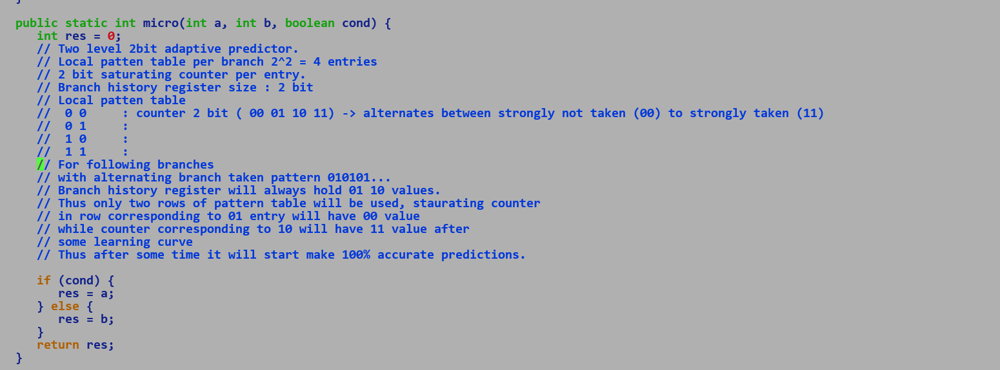 }
public static int micro(int a, int b, boolean cond) {
int res = 0;
// Two level 2bit adaptive predictor.
// Local patten table per branch 2^2 = 4 entries
// 2 bit saturating counter per entry.
// Branch history register size : 2 bit
// Local patten table
// 0 0 : counter 2 bit ( 00 01 10 11) -> alternates between strongly not taken (00) to strongly taken (11)
// 0 1 :
// 1 0 :
// 1 1 :
// For following branches
// with alternating branch taken pattern 010101...
// Branch history register will always hold 01 10 values.
// Thus only two rows of pattern table will be used, staurating counter
// in row corresponding to 01 entry will have 00 value
// while counter corresponding to 10 will have 11 value after
// some learning curve
// Thus after some time it will start make 100% accurate predictions.
if (cond) {
res = a;
} else {
res = b;
}
return res;
}